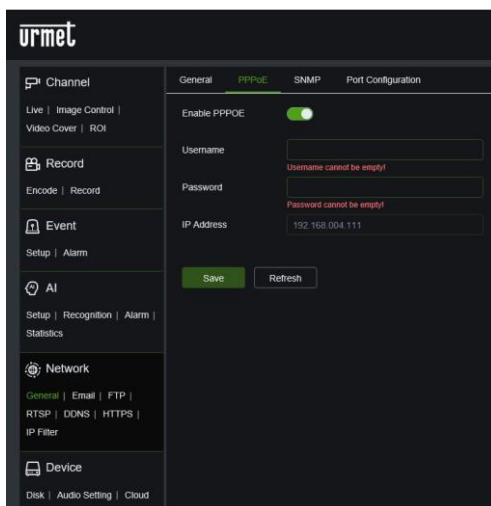 urmet
Channel
Live | Image Control |
Video Cover | ROI
Record
Encode | Record
Event
Setup | Alarm
AI
Setup | Recognition | Alarm |
Statistics
Network
General | Email | FTP |
RTSP | DDNS | HTTPS |
IP Filter
Device
Disk | Audio Setting | Cloud
General PPPoE SNMP Port Configuration
Enable PPPOE
Username
Username cannot be empty!
Password
Password cannot be empty!
IP Address 192.168.004.111
Save Refresh